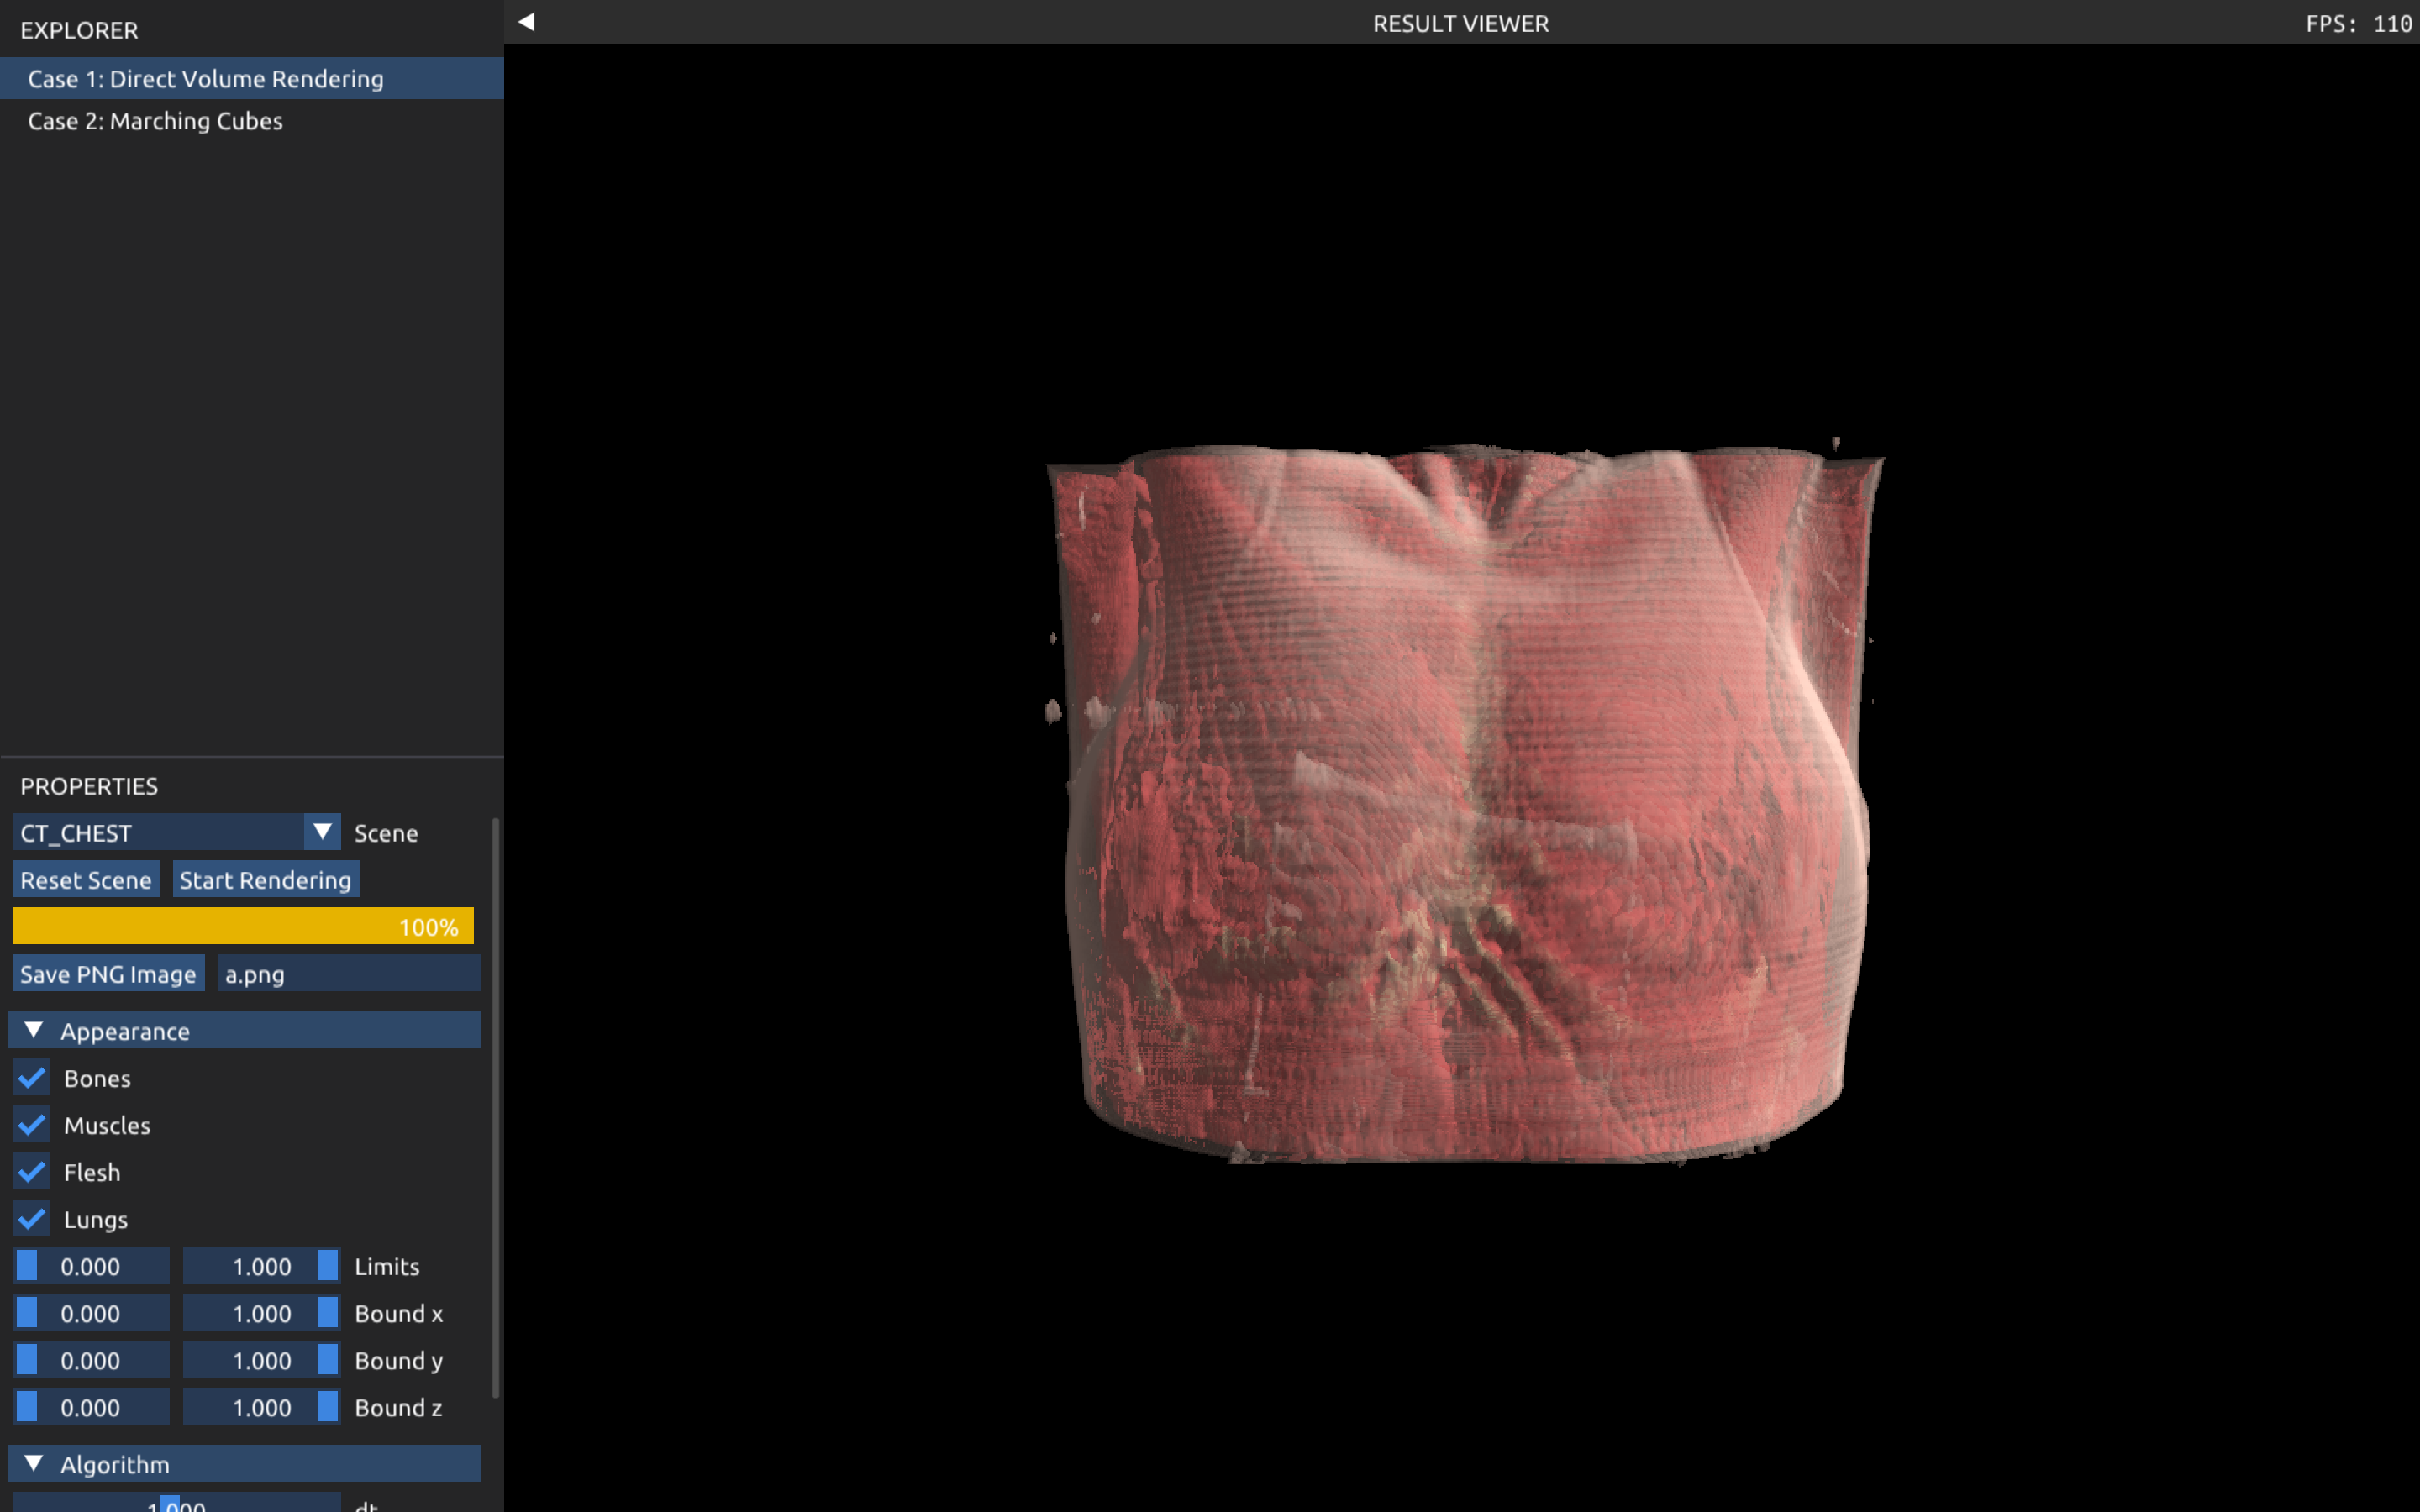 EXPLORER
Case 1: Direct Volume Rendering
Case 2: Marching Cubes
PROPERTIES
CT_CHEST Scene
Reset Scene Start Rendering
100%
Save PNG Image a.png
Appearance
Bones
Muscles
Flesh
Lungs
0.000 1.000 Limits
0.000 1.000 Bound x
0.000 1.000 Bound y
0.000 1.000 Bound z
Algorithm
1.000 dt
RESULT VIEWER
FPS: 110